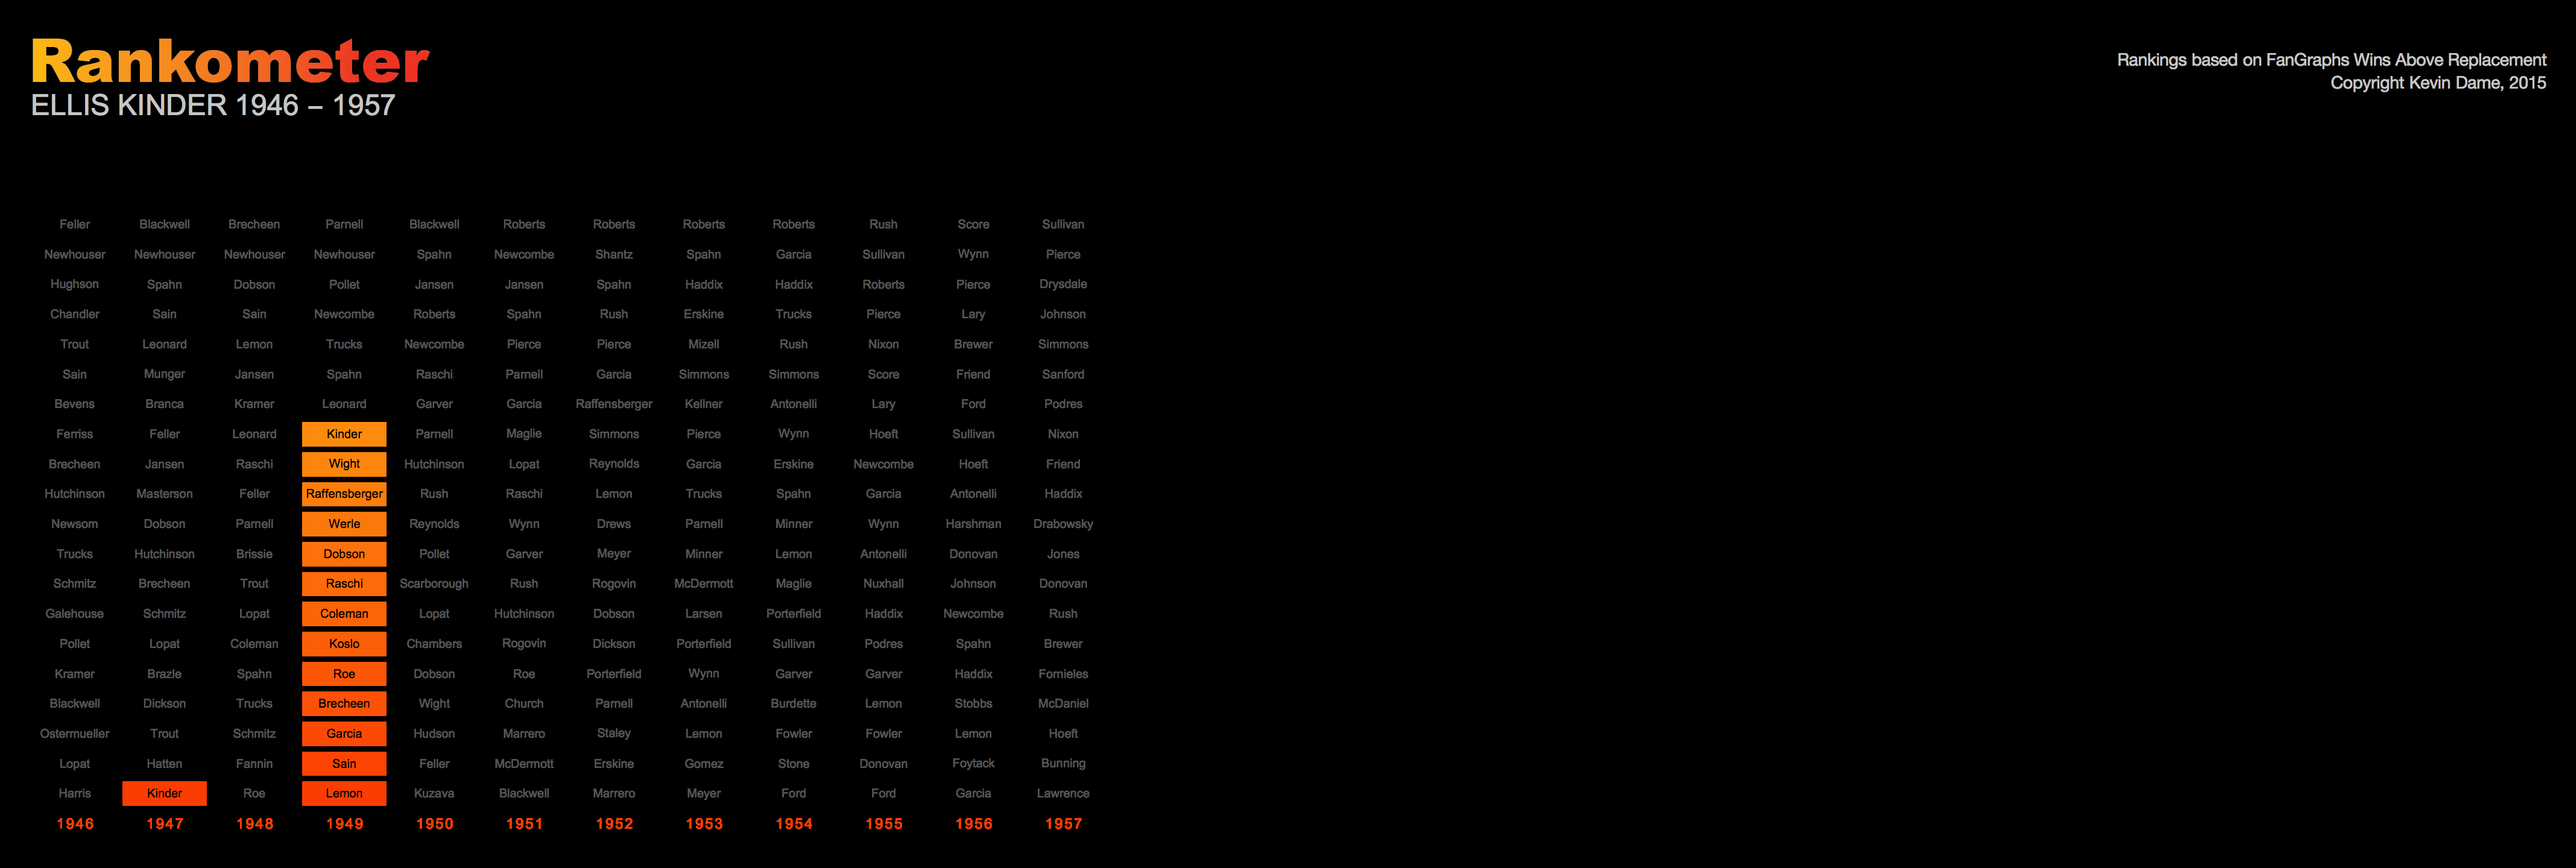 Rankometer
ELLIS KINDER 1946 – 1957
Rankings based on FanGraphs Wins Above Replacement
Copyright Kevin Dame, 2015
Feller Blackwell Brecheen Parnell Blackwell Roberts Roberts Roberts Roberts Rush Score Sullivan
Newhouser Newhouser Newhouser Newhouser Spahn Newcombe Shantz Spahn Garcia Sullivan Wynn Pierce
Hughson Spahn Dobson Pollet Jansen Jansen Spahn Haddix Haddix Roberts Pierce Drysdale
Chandler Sain Sain Newcombe Roberts Spahn Rush Erskine Trucks Pierce Lary Johnson
Trout Leonard Lemon Trucks Newcombe Pierce Pierce Mizell Rush Nixon Brewer Simmons
Sain Munger Jansen Spahn Raschi Parnell Garcia Simmons Simmons Score Friend Sanford
Bevens Branca Kramer Leonard Garver Garcia Raffensberger Kellner Antonelli Lary Ford Podres
Ferriss Feller Leonard Kinder Parnell Maglie Simmons Pierce Wynn Hoeft Sullivan Nixon
Brecheen Jansen Raschi Wight Hutchinson Lopat Reynolds Garcia Erskine Newcombe Hoeft Friend
Hutchinson Masterson Feller Raffensberger Rush Raschi Lemon Trucks Spahn Garcia Antonelli Haddix
Newsom Dobson Parnell Werle Reynolds Wynn Drews Parnell Minner Wynn Harshman Drabowsky
Trucks Hutchinson Brissie Dobson Pollet Garver Meyer Minner Lemon Antonelli Donovan Jones
Schmitz Brecheen Trout Raschi Scarborough Rush Rogovin McDermott Maglie Nuxhall Johnson Donovan
Galehouse Schmitz Lopat Coleman Lopat Hutchinson Dobson Larsen Porterfield Haddix Newcombe Rush
Pollet Lopat Coleman Koslo Chambers Rogovin Dickson Porterfield Sullivan Podres Spahn Brewer
Kramer Brazle Spahn Roe Dobson Roe Porterfield Wynn Garver Garver Haddix Fornieles
Blackwell Dickson Trucks Brecheen Wight Church Parnell Antonelli Burdette Lemon Stobbs McDaniel
Ostermueller Trout Schmitz Garcia Hudson Marrero Staley Lemon Fowler Fowler Lemon Hoeft
Lopat Hatten Fannin Sain Feller McDermott Erskine Gomez Stone Donovan Foytack Bunning
Harris Kinder Roe Lemon Kuzava Blackwell Marrero Meyer Ford Ford Garcia Lawrence
1946 1947 1948 1949 1950 1951 1952 1953 1954 1955 1956 1957